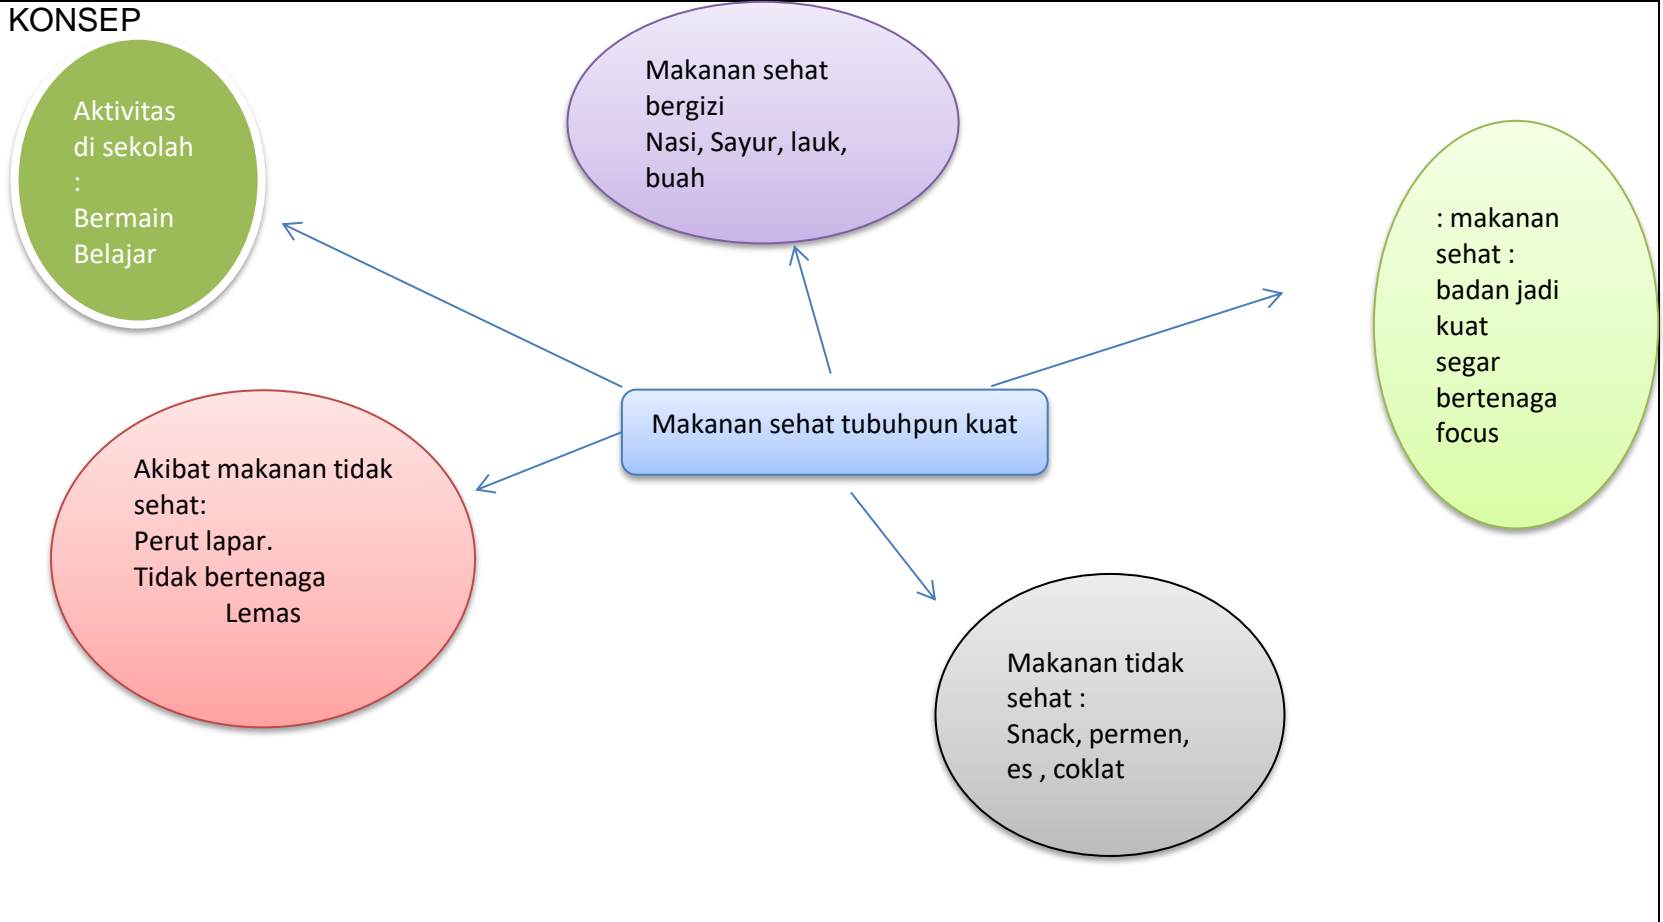 KONSEP
Aktivitas
di sekolah
:
Bermain
Belajar
Makanan sehat
bergizi
Nasi, Sayur, lauk,
buah
: makanan
sehat :
badan jadi
kuat
segar
bertenaga
focus
Makanan sehat tubuhpun kuat
Akibat makanan tidak
sehat:
Perut lapar.
Tidak bertenaga
Lemas
Makanan tidak
sehat :
Snack, permen,
es , coklat